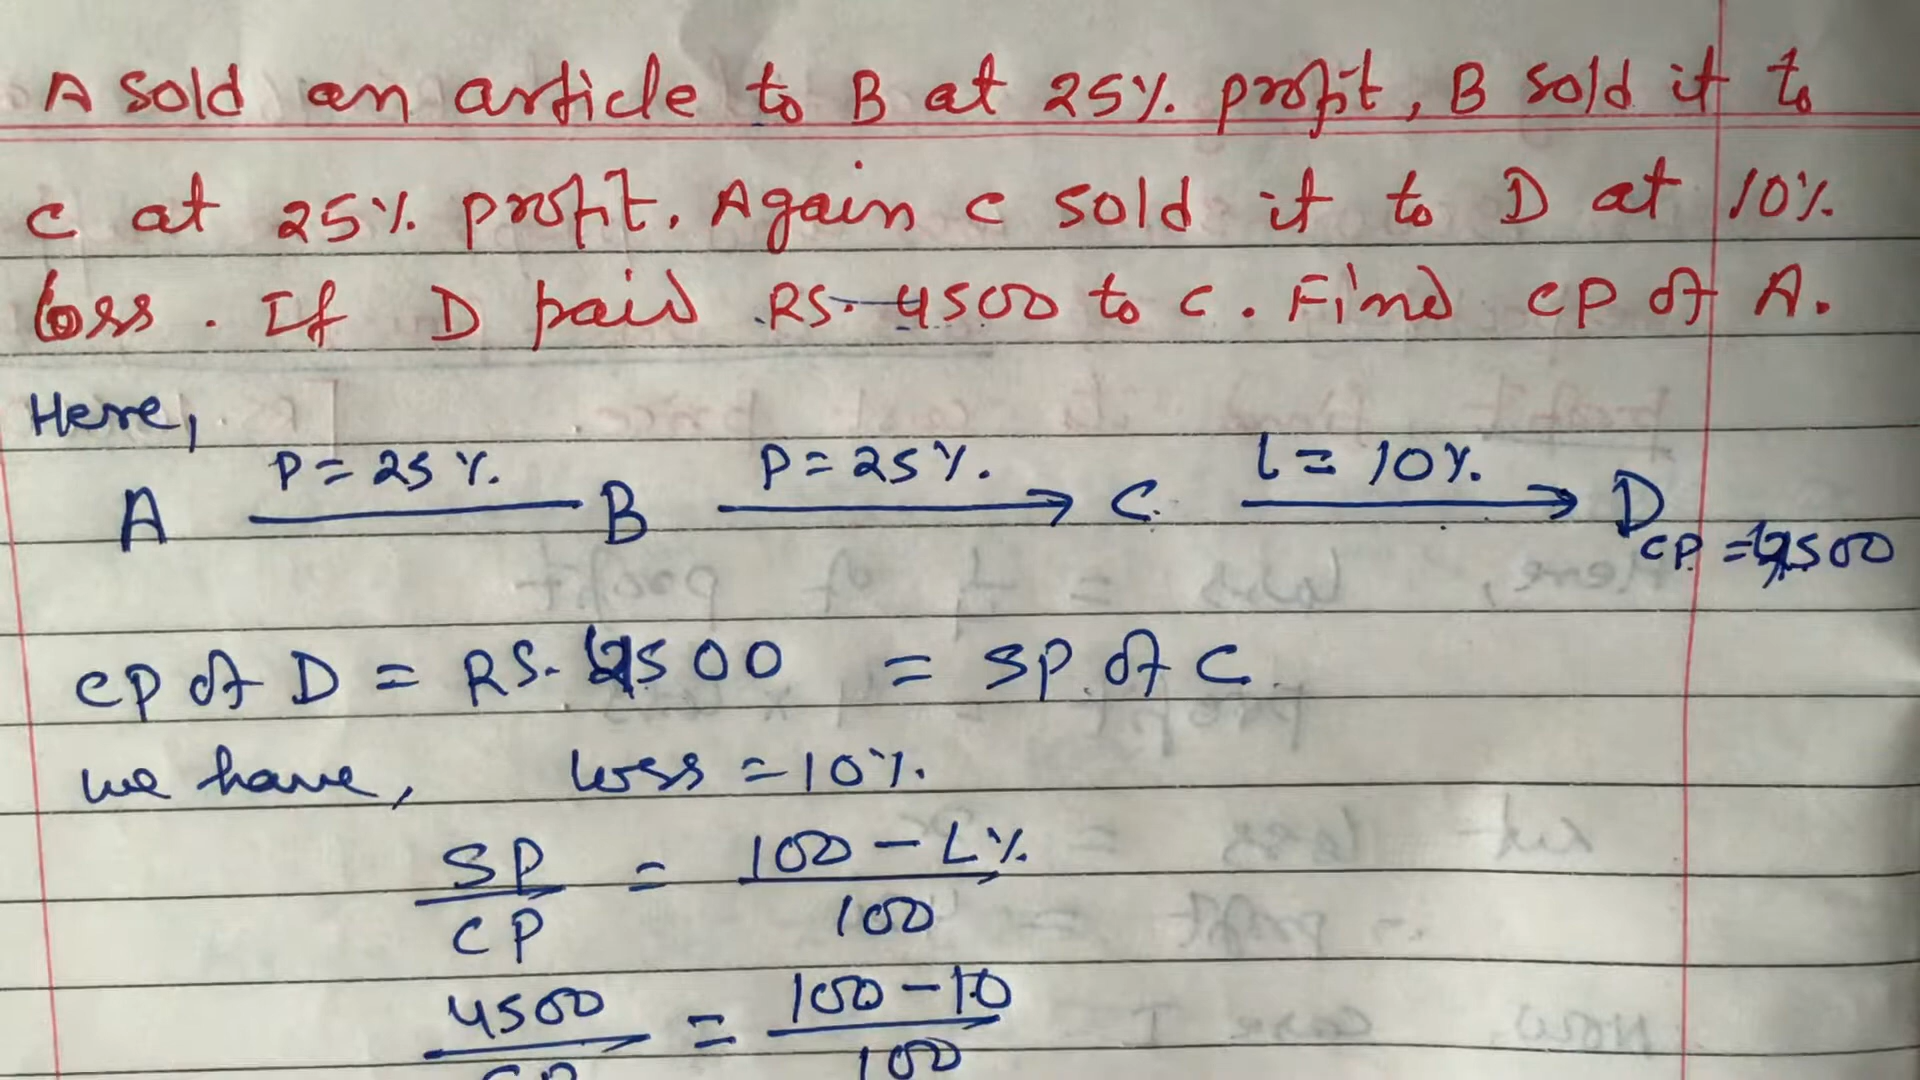 A sold an article to B at 25% profit, B sold it to
C at 25% profit. Again C sold it to D at 10%
loss. If D paid RS. 4500 to C. Find CP of A.
Here,
P = 25% P = 25% l = 10%
A B C D
CP = 4500
CP of D = RS. 4500 = SP of C
we have, loss = 10%
SP = 100 - L%
CP 100
4500 = 100 - 10
CP 100